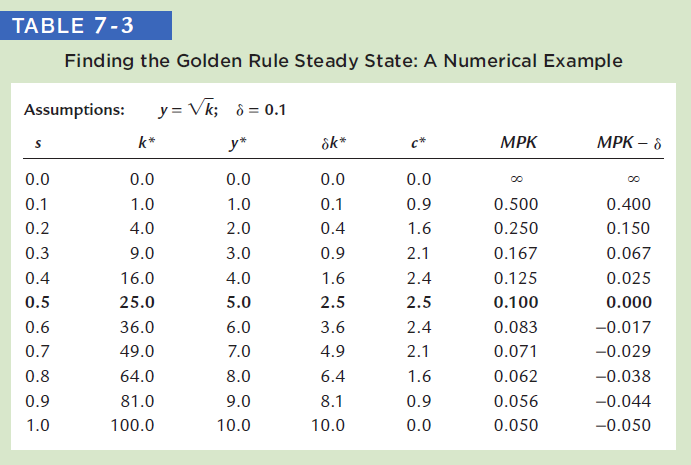 TABLE 7-3
Finding the Golden Rule Steady State: A Numerical Example
Assumptions: y = √k; δ = 0.1
s k* y* δk* c* MPK MPK – δ
0.0 0.0 0.0 0.0 0.0 ∞ ∞
0.1 1.0 1.0 0.1 0.9 0.500 0.400
0.2 4.0 2.0 0.4 1.6 0.250 0.150
0.3 9.0 3.0 0.9 2.1 0.167 0.067
0.4 16.0 4.0 1.6 2.4 0.125 0.025
0.5 25.0 5.0 2.5 2.5 0.100 0.000
0.6 36.0 6.0 3.6 2.4 0.083 −0.017
0.7 49.0 7.0 4.9 2.1 0.071 −0.029
0.8 64.0 8.0 6.4 1.6 0.062 −0.038
0.9 81.0 9.0 8.1 0.9 0.056 −0.044
1.0 100.0 10.0 10.0 0.0 0.050 −0.050